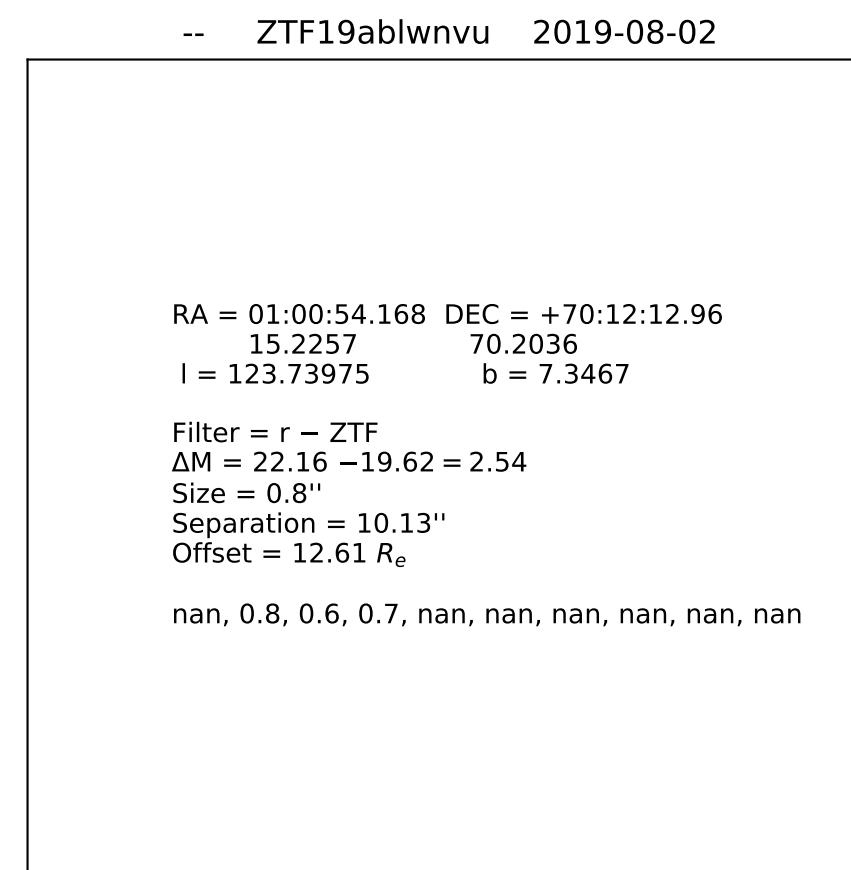 -- ZTF19ablwnvu 2019-08-02
RA = 01:00:54.168 DEC = +70:12:12.96
15.2257 70.2036
l = 123.73975 b = 7.3467
Filter = r − ZTF
ΔM = 22.16 −19.62 = 2.54
Size = 0.8''
Separation = 10.13''
Offset = 12.61 Re
nan, 0.8, 0.6, 0.7, nan, nan, nan, nan, nan, nan